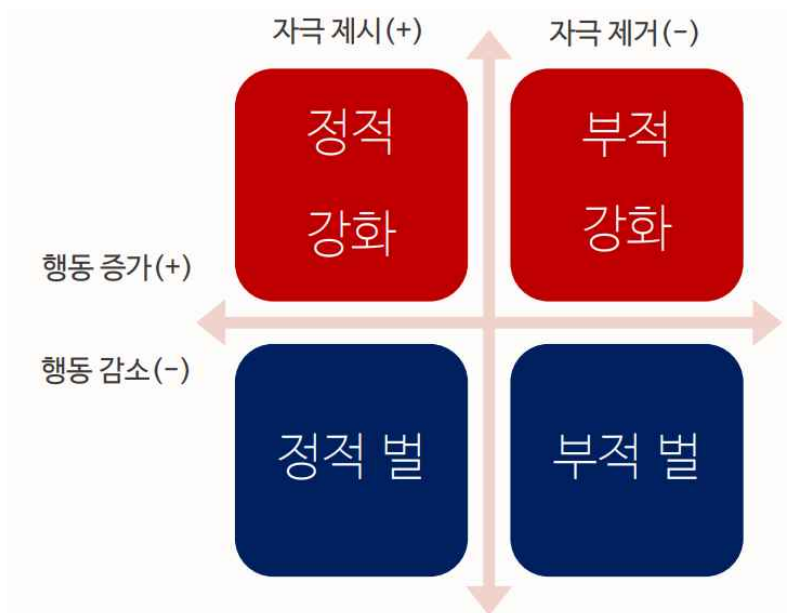 자극 제시(+)
자극 제거(-)
정적
강화
부적
강화
행동 증가(+)
행동 감소(-)
정적 벌
부적 벌